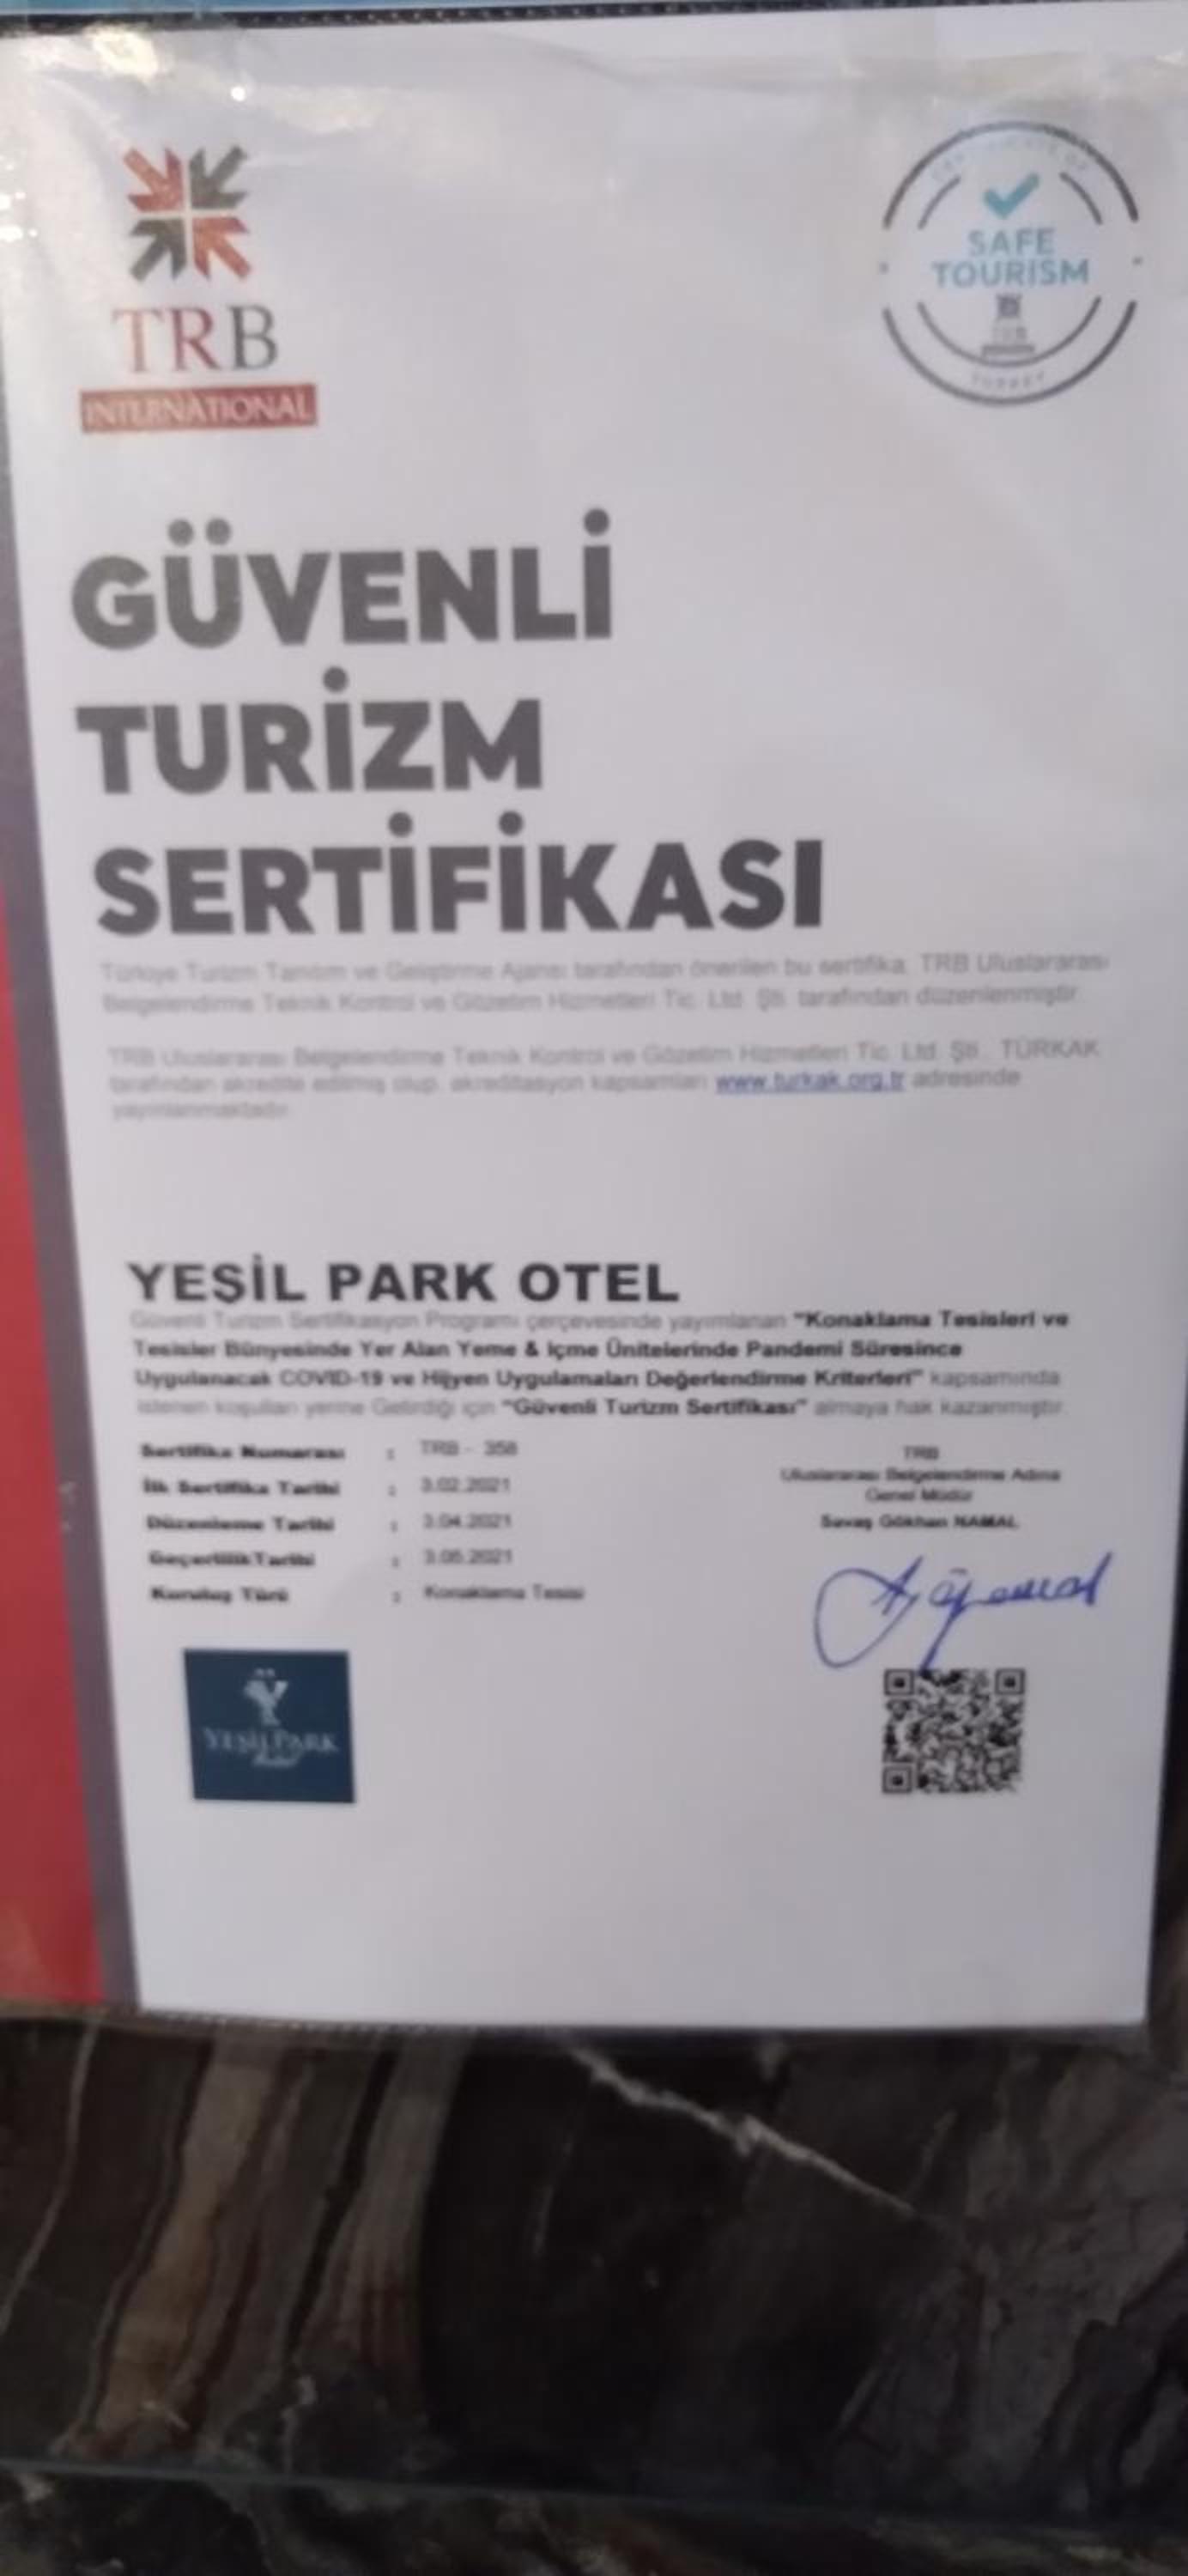 TRB
INTERNATIONAL
SAFE
TOURISM
TURKEY
GÜVENLİ
TURİZM
SERTİFİKASI
Türkiye Turizm Tanıtım ve Geliştirme Ajansı tarafından önerilen bu sertifika, TRB Uluslararası
Belgelendirme Teknik Kontrol ve Gözetim Hizmetleri Tic. Ltd. Şti. tarafından düzenlenmiştir.
TRB Uluslararası Belgelendirme Teknik Kontrol ve Gözetim Hizmetleri Tic. Ltd. Şti., TÜRKAK
tarafından akredite edilmiş olup, akreditasyon kapsamları www.turkak.org.tr adresinde
yayınlanmaktadır.
YEŞİL PARK OTEL
Güvenli Turizm Sertifikasyon Programı çerçevesinde yayımlanan "Konaklama Tesisleri ve
Tesisler Bünyesinde Yer Alan Yeme & İçme Ünitelerinde Pandemi Süresince
Uygulanacak COVID-19 ve Hijyen Uygulamaları Değerlendirme Kriterleri" kapsamında
istenen koşulları yerine Getirdiği için "Güvenli Turizm Sertifikası" almaya hak kazanmıştır.
Sertifika Numarası : TRB - 358
İlk Sertifika Tarihi : 3.02.2021
Düzenleme Tarihi : 3.04.2021
Geçerlilik Tarihi : 3.05.2021
Kuruluş Türü : Konaklama Tesisi
TRB
Uluslararası Belgelendirme Adına
Genel Müdür
Savaş Gökhan NAMAL
YEŞİL PARK